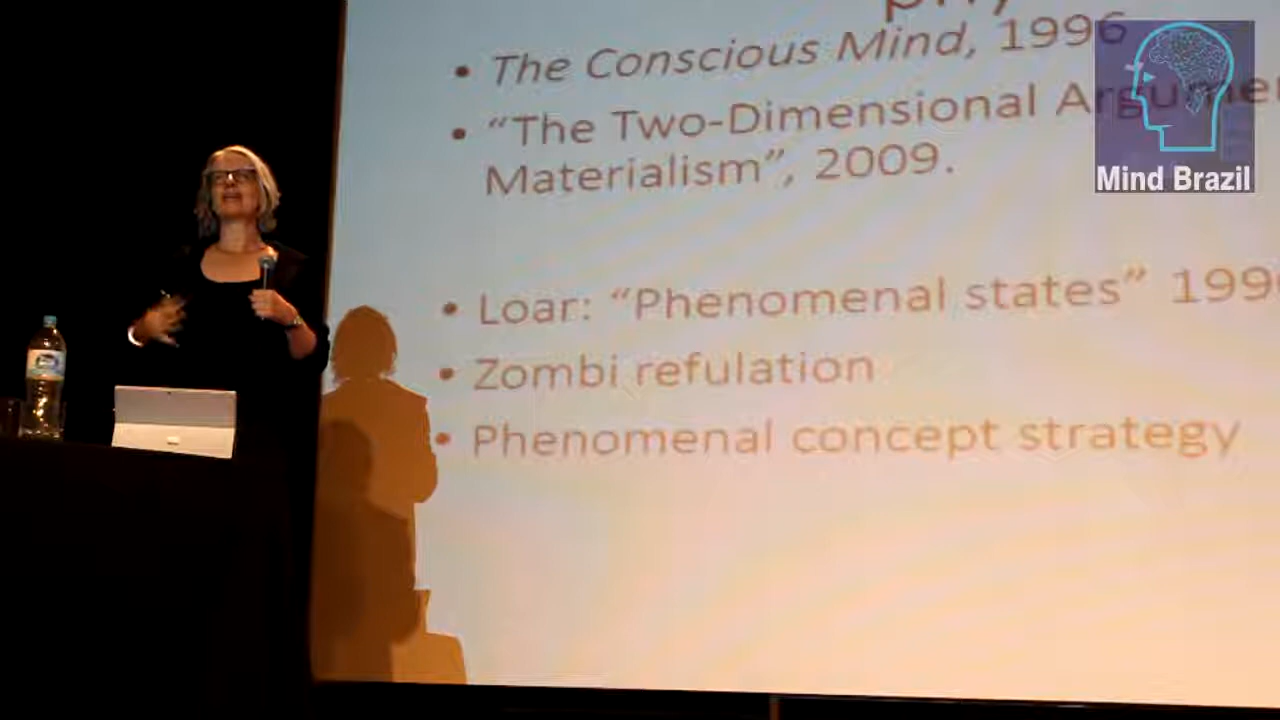 • The Conscious Mind, 1996
• “The Two-Dimensional
Materialism”, 2009.
• Loar: “Phenomenal states”
• Zombi refulation
• Phenomenal concept strategy
Mind Brazil